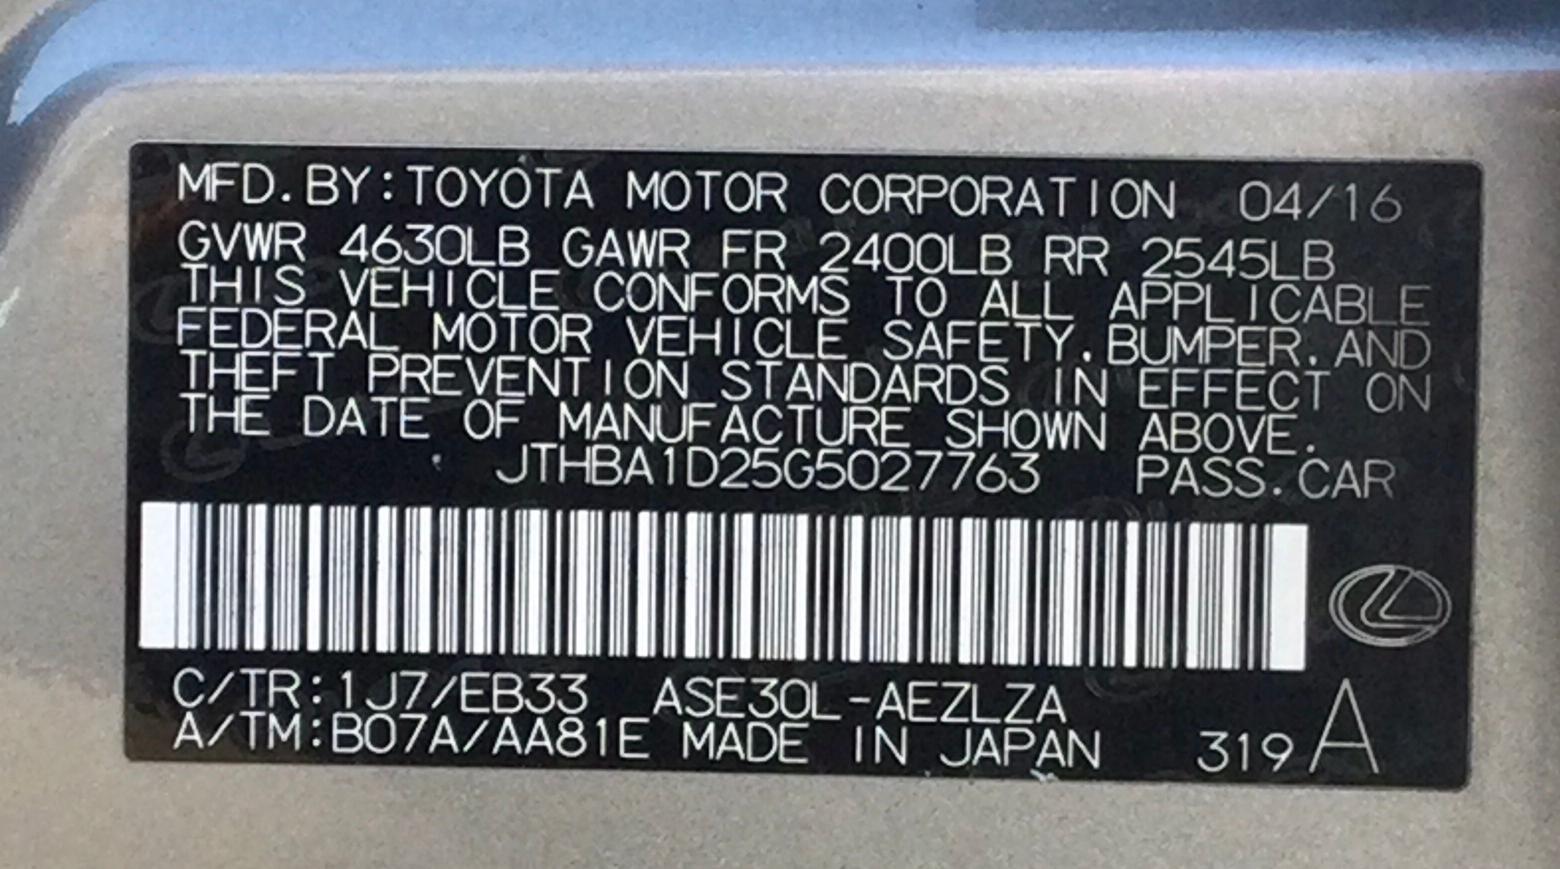 MFD.BY:TOYOTA MOTOR CORPORATION 04/16
GVWR 4630LB GAWR FR 2400LB RR 2545LB
THIS VEHICLE CONFORMS TO ALL APPLICABLE
FEDERAL MOTOR VEHICLE SAFETY.BUMPER.AND
THEFT PREVENTION STANDARDS IN EFFECT ON
THE DATE OF MANUFACTURE SHOWN ABOVE.
JTHBA1D25G5027763 PASS.CAR
C/TR:1J7/EB33 ASE30L-AEZLZA
A/TM:B07A/AA81E MADE IN JAPAN 319 A